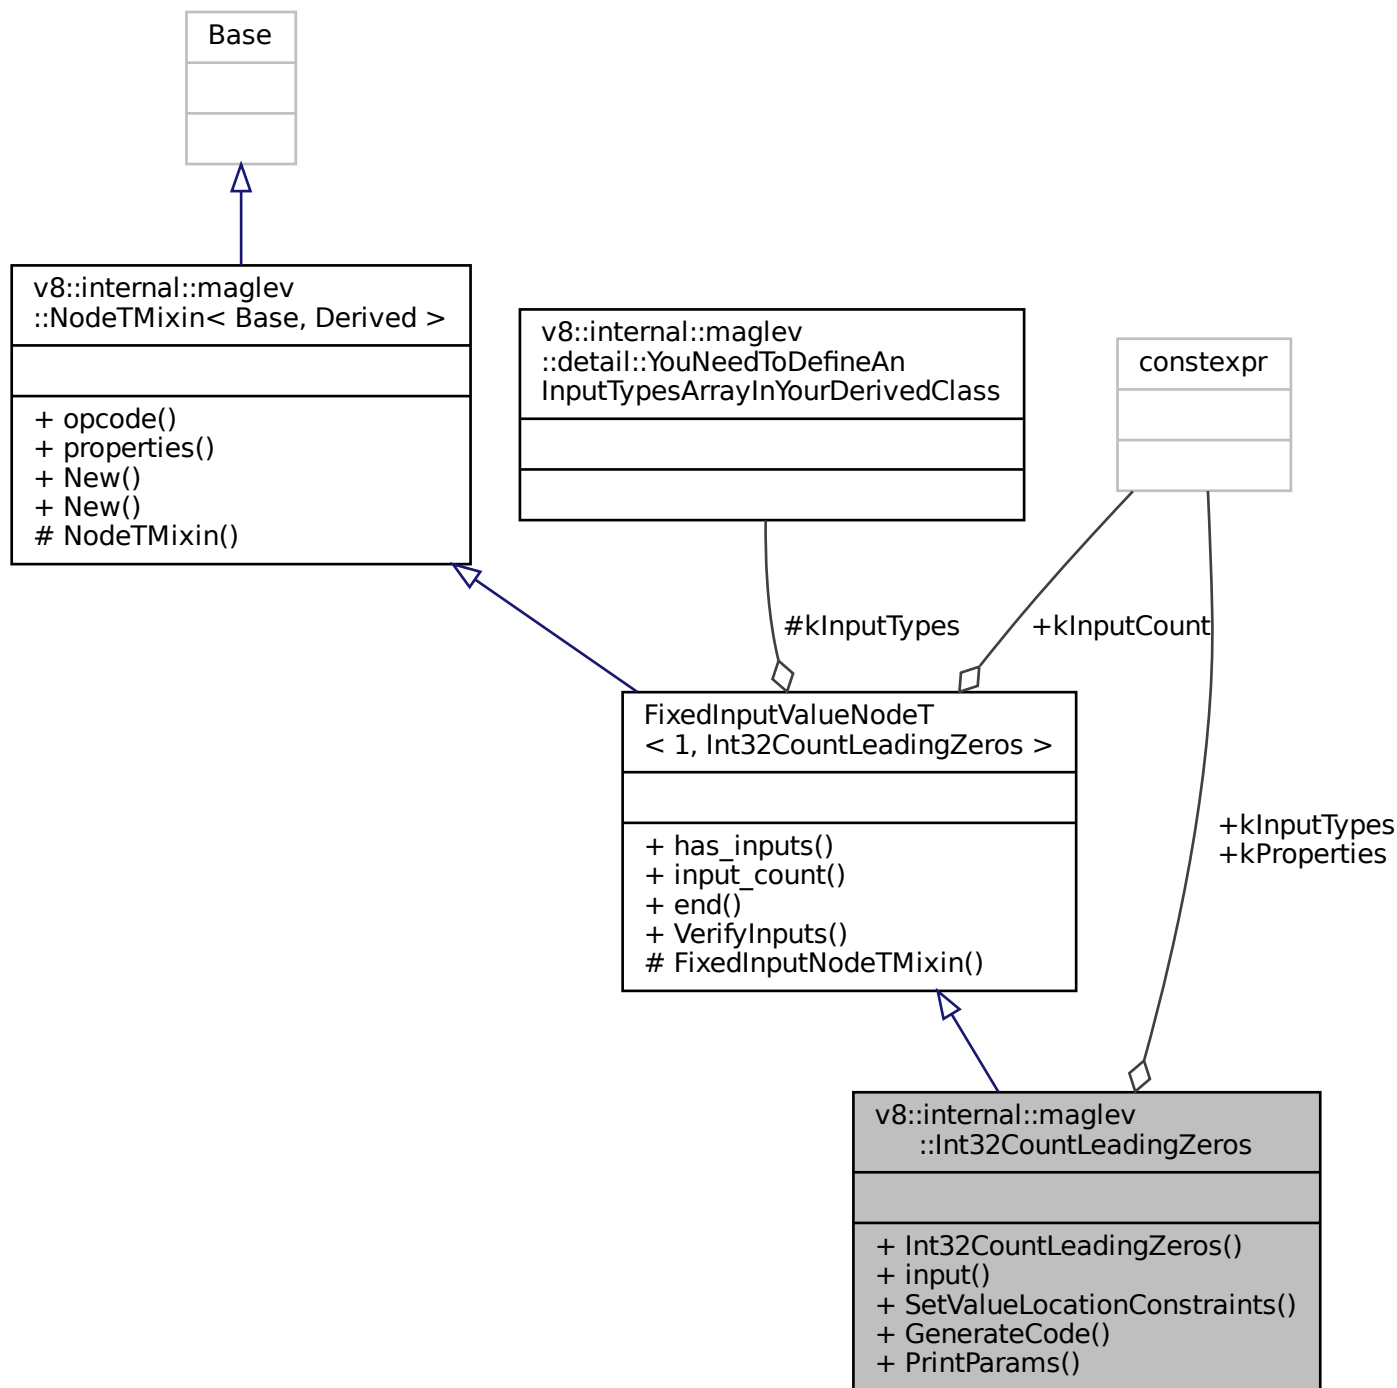 Base
v8::internal::maglev
::NodeTMixin< Base, Derived >
+ opcode()
+ properties()
+ New()
+ New()
# NodeTMixin()
v8::internal::maglev
::detail::YouNeedToDefineAn
InputTypesArrayInYourDerivedClass
constexpr
#kInputTypes
+kInputCount
FixedInputValueNodeT
< 1, Int32CountLeadingZeros >
+ has_inputs()
+ input_count()
+ end()
+ VerifyInputs()
# FixedInputNodeTMixin()
+kInputTypes
+kProperties
v8::internal::maglev
::Int32CountLeadingZeros
+ Int32CountLeadingZeros()
+ input()
+ SetValueLocationConstraints()
+ GenerateCode()
+ PrintParams()